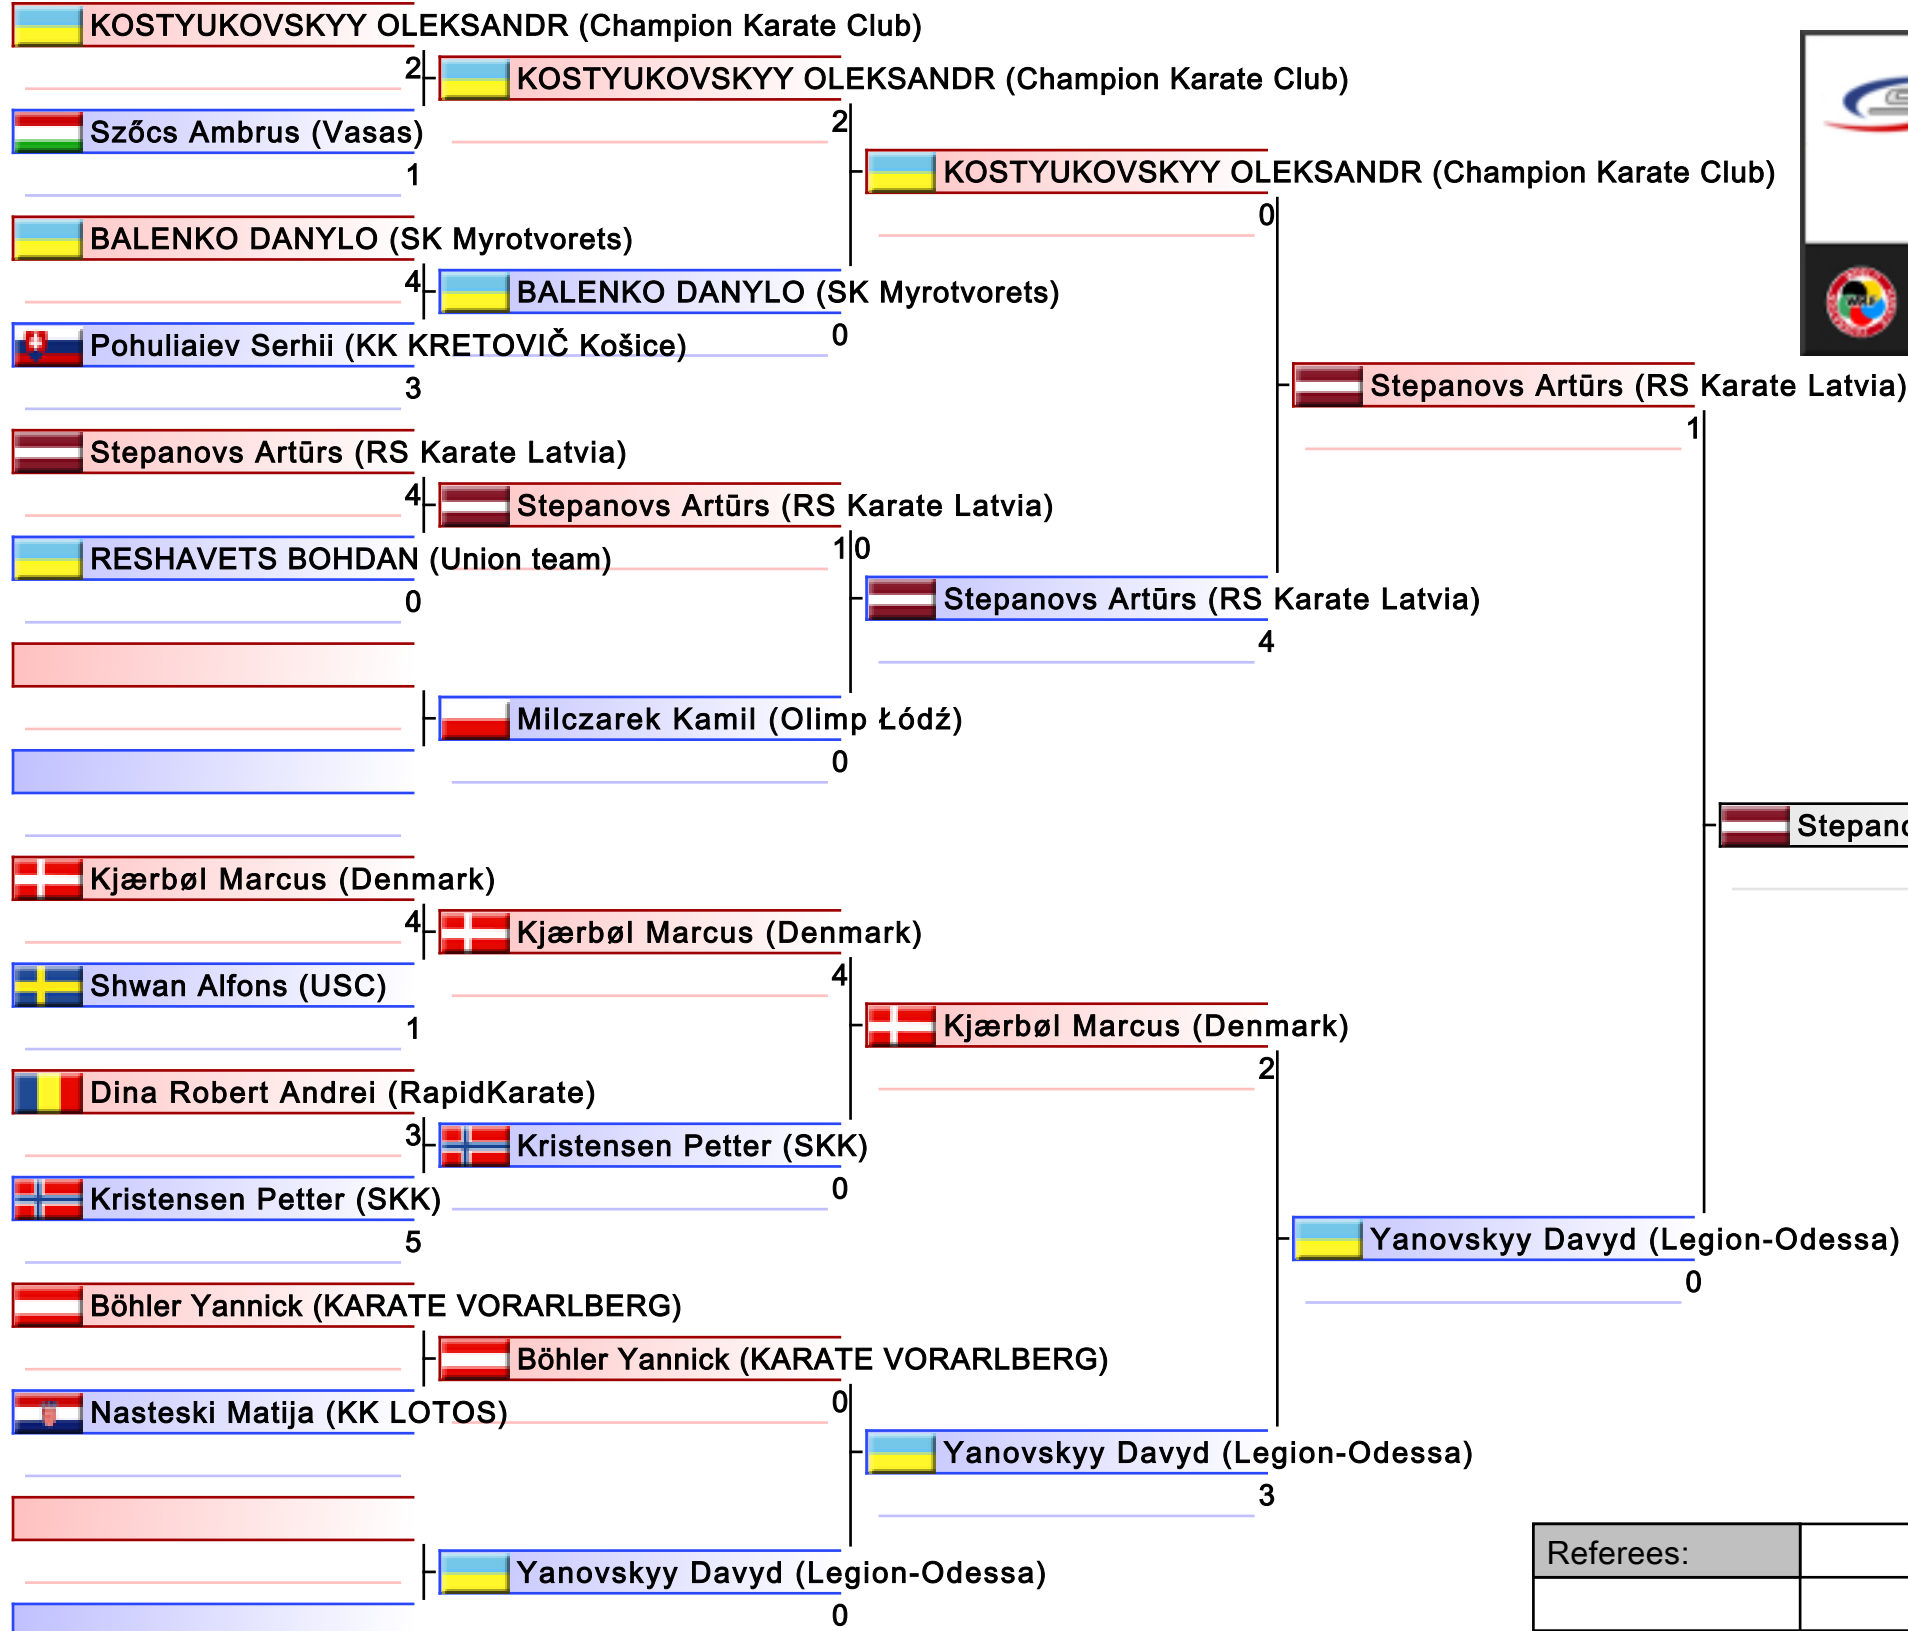 KOSTYUKOVSKYY OLEKSANDR (Champion Karate Club)
2
KOSTYUKOVSKYY OLEKSANDR (Champion Karate Club)
Szőcs Ambrus (Vasas)
2
1
KOSTYUKOVSKYY OLEKSANDR (Champion Karate Club)
0
BALENKO DANYLO (SK Myrotvorets)
4
BALENKO DANYLO (SK Myrotvorets)
0
Pohuliaiev Serhii (KK KRETOVIČ Košice)
3
Stepanovs Artūrs (RS Karate Latvia)
1
Stepanovs Artūrs (RS Karate Latvia)
4
Stepanovs Artūrs (RS Karate Latvia)
10
RESHAVETS BOHDAN (Union team)
0
Stepanovs Artūrs (RS Karate Latvia)
4
Milczarek Kamil (Olimp Łódź)
0
Kjærbøl Marcus (Denmark)
4
Kjærbøl Marcus (Denmark)
4
Shwan Alfons (USC)
1
Kjærbøl Marcus (Denmark)
2
Dina Robert Andrei (RapidKarate)
3
Kristensen Petter (SKK)
0
Kristensen Petter (SKK)
5
Yanovskyy Davyd (Legion-Odessa)
0
Böhler Yannick (KARATE VORARLBERG)
Böhler Yannick (KARATE VORARLBERG)
0
Nasteski Matija (KK LOTOS)
Yanovskyy Davyd (Legion-Odessa)
3
Yanovskyy Davyd (Legion-Odessa)
0
Referees: